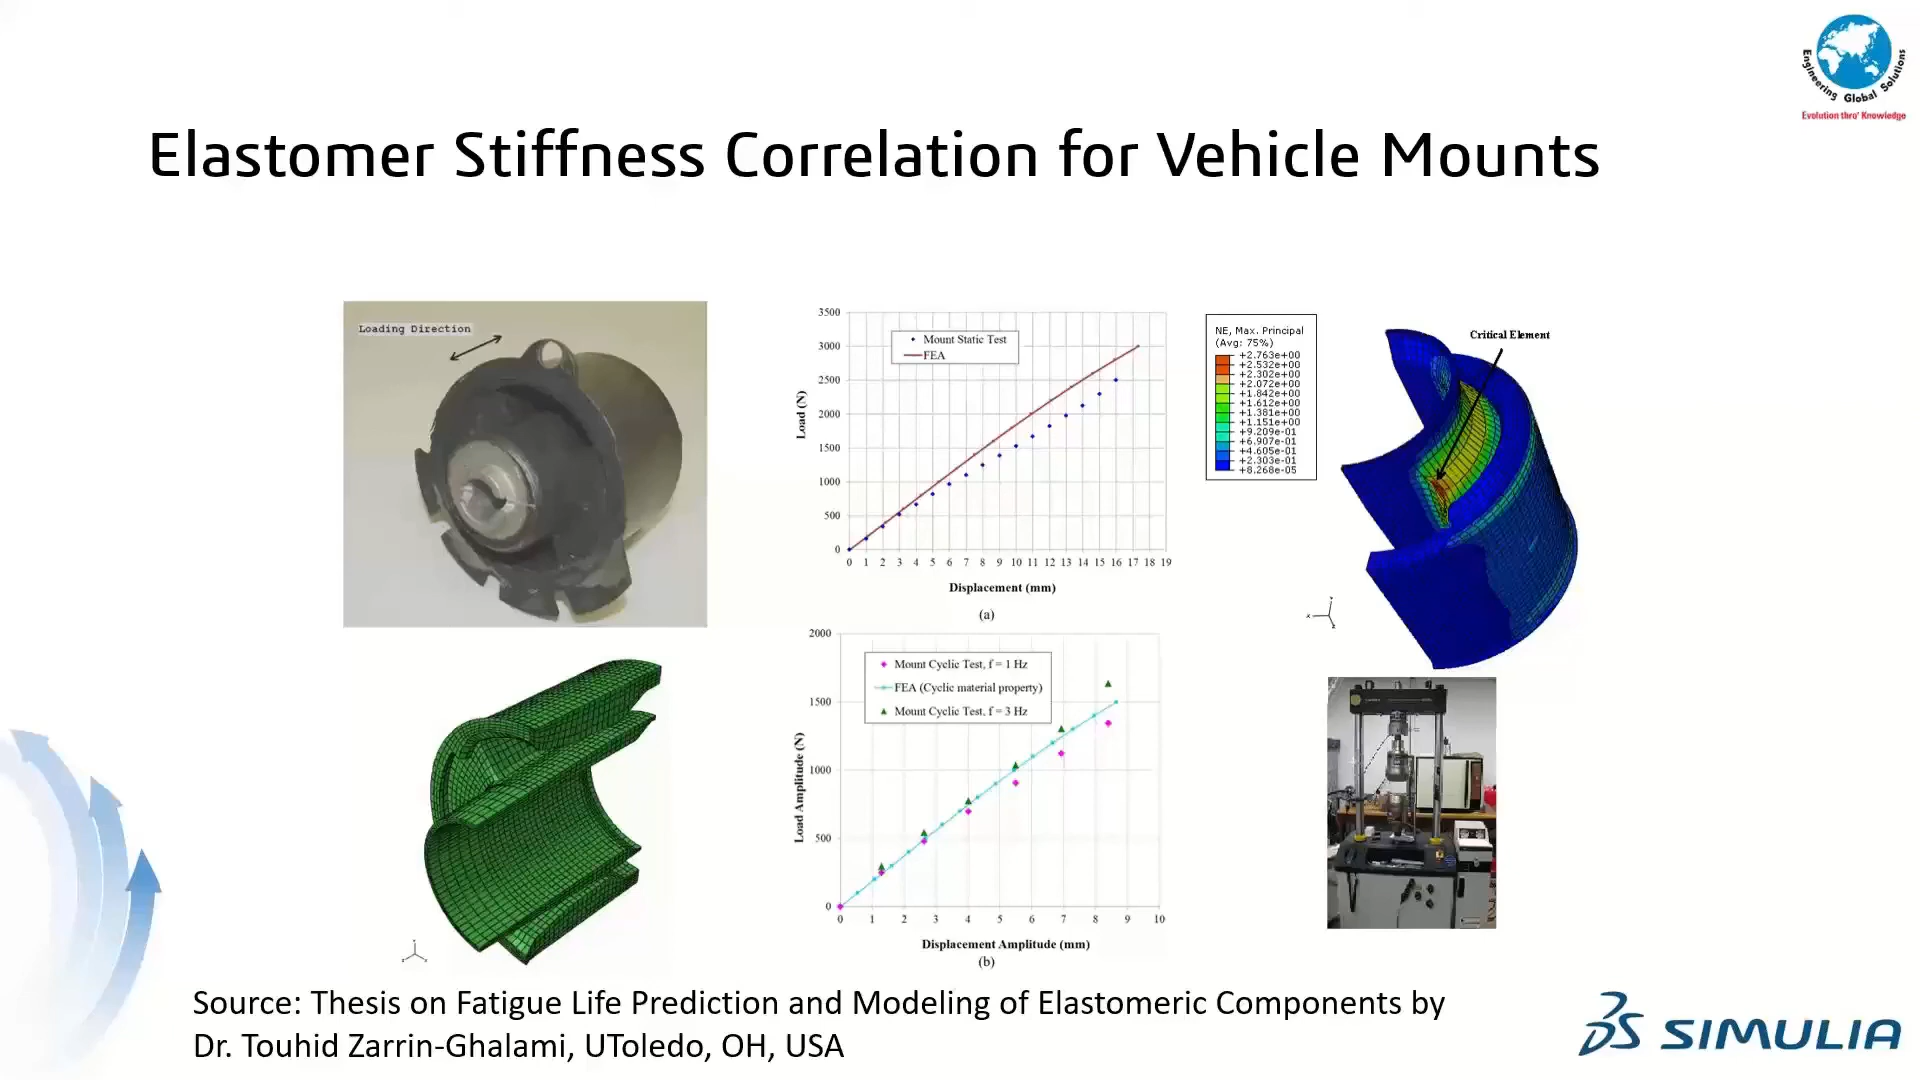 Engineering Global Solutions
Evolution thro' Knowledge
Elastomer Stiffness Correlation for Vehicle Mounts
Loading Direction
3500
3000
2500
2000
1500
1000
500
0
Load (N)
Mount Static Test
FEA
0 1 2 3 4 5 6 7 8 9 10 11 12 13 14 15 16 17 18 19
Displacement (mm)
(a)
NE, Max. Principal
(Avg: 75%)
+2.763e+00
+2.532e+00
+2.302e+00
+2.072e+00
+1.842e+00
+1.612e+00
+1.381e+00
+1.151e+00
+9.209e-01
+6.907e-01
+4.605e-01
+2.303e-01
+8.268e-05
Critical Element
2000
1500
1000
500
0
Load Amplitude (N)
Mount Cyclic Test, f = 1 Hz
FEA (Cyclic material property)
Mount Cyclic Test, f = 3 Hz
0 1 2 3 4 5 6 7 8 9 10
Displacement Amplitude (mm)
(b)
Source: Thesis on Fatigue Life Prediction and Modeling of Elastomeric Components by
Dr. Touhid Zarrin-Ghalami, UToledo, OH, USA
SIMULIA